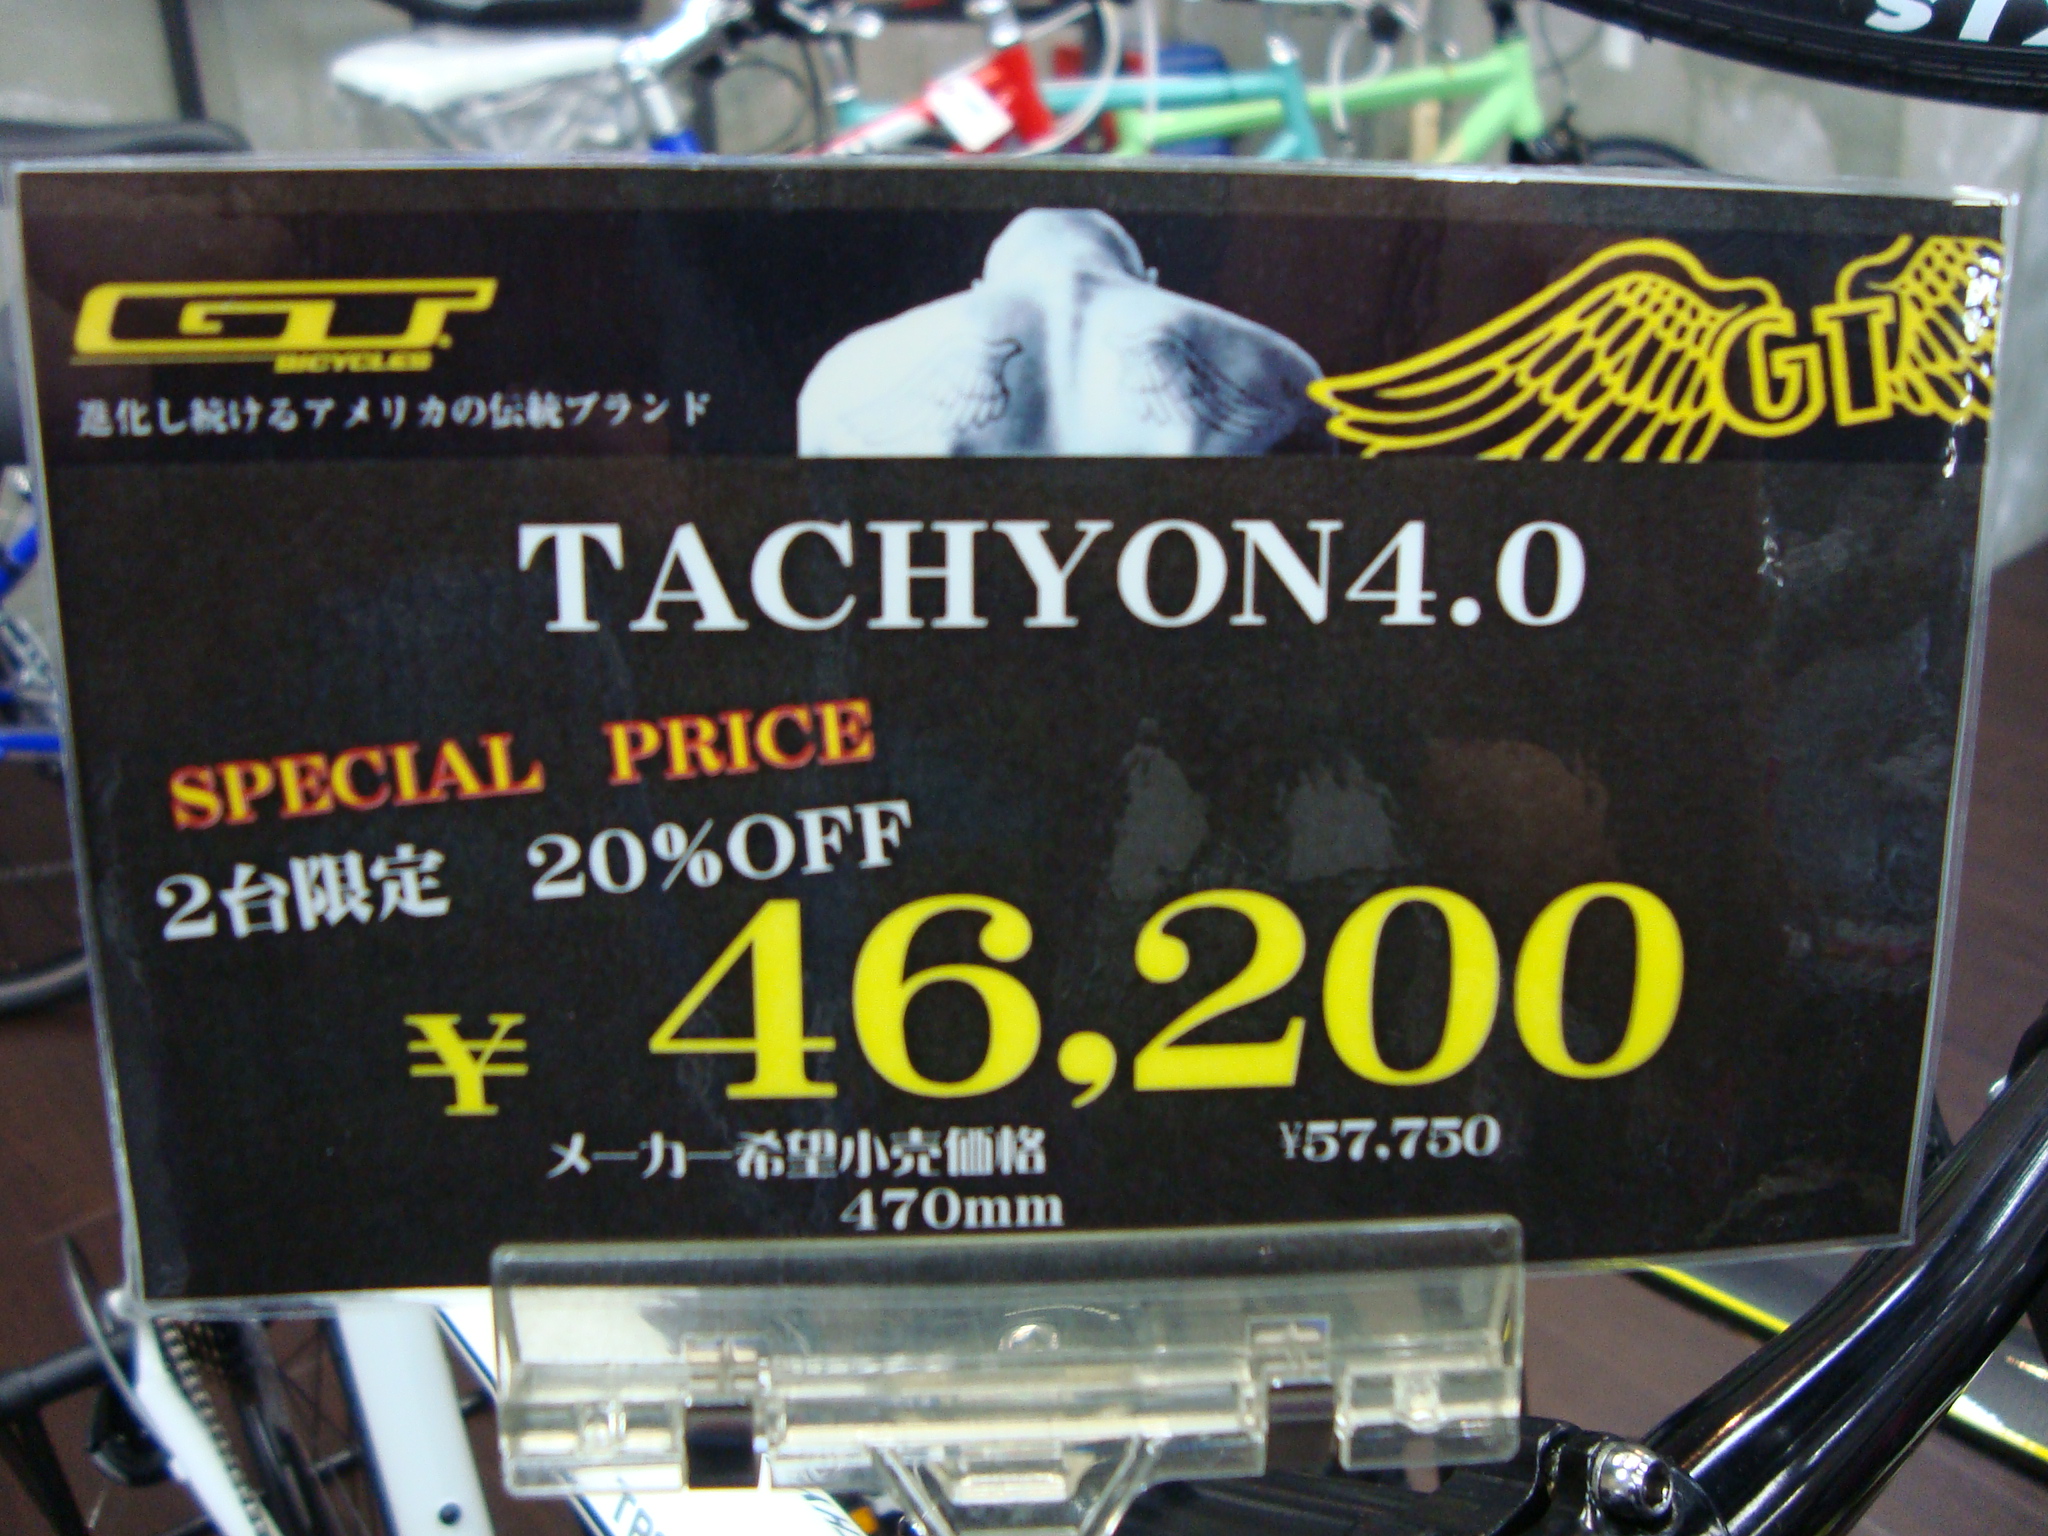 GT
BICYCLES
進化し続けるアメリカの伝統ブランド
GT
TACHYON4.0
SPECIAL PRICE
2台限定 20%OFF
¥ 46,200
メーカー希望小売価格 ¥57.750
470mm